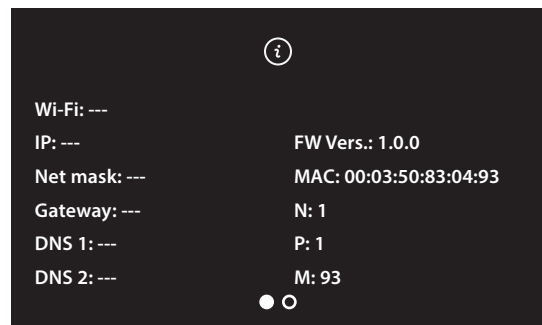 i
Wi-Fi: ---
IP: ---
Net mask: ---
Gateway: ---
DNS 1: ---
DNS 2: ---
FW Vers.: 1.0.0
MAC: 00:03:50:83:04:93
N: 1
P: 1
M: 93